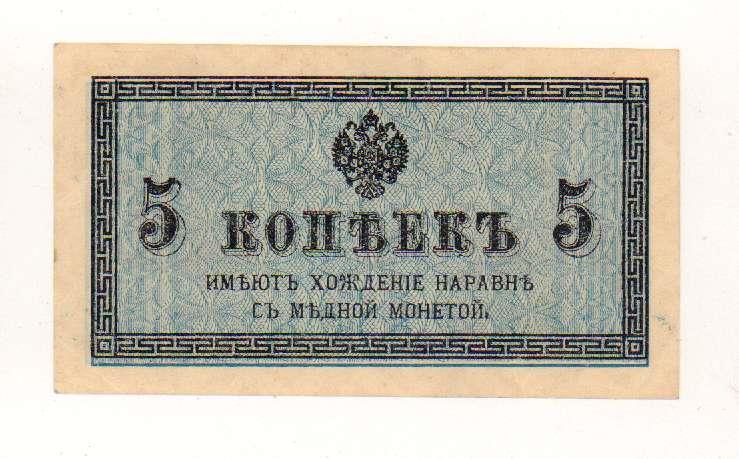 5 КОПѢЕКЪ 5
ИМѢЮТЪ ХОЖДЕНІЕ НАРАВНѢ
СЪ МѢДНОЙ МОНЕТОЙ.